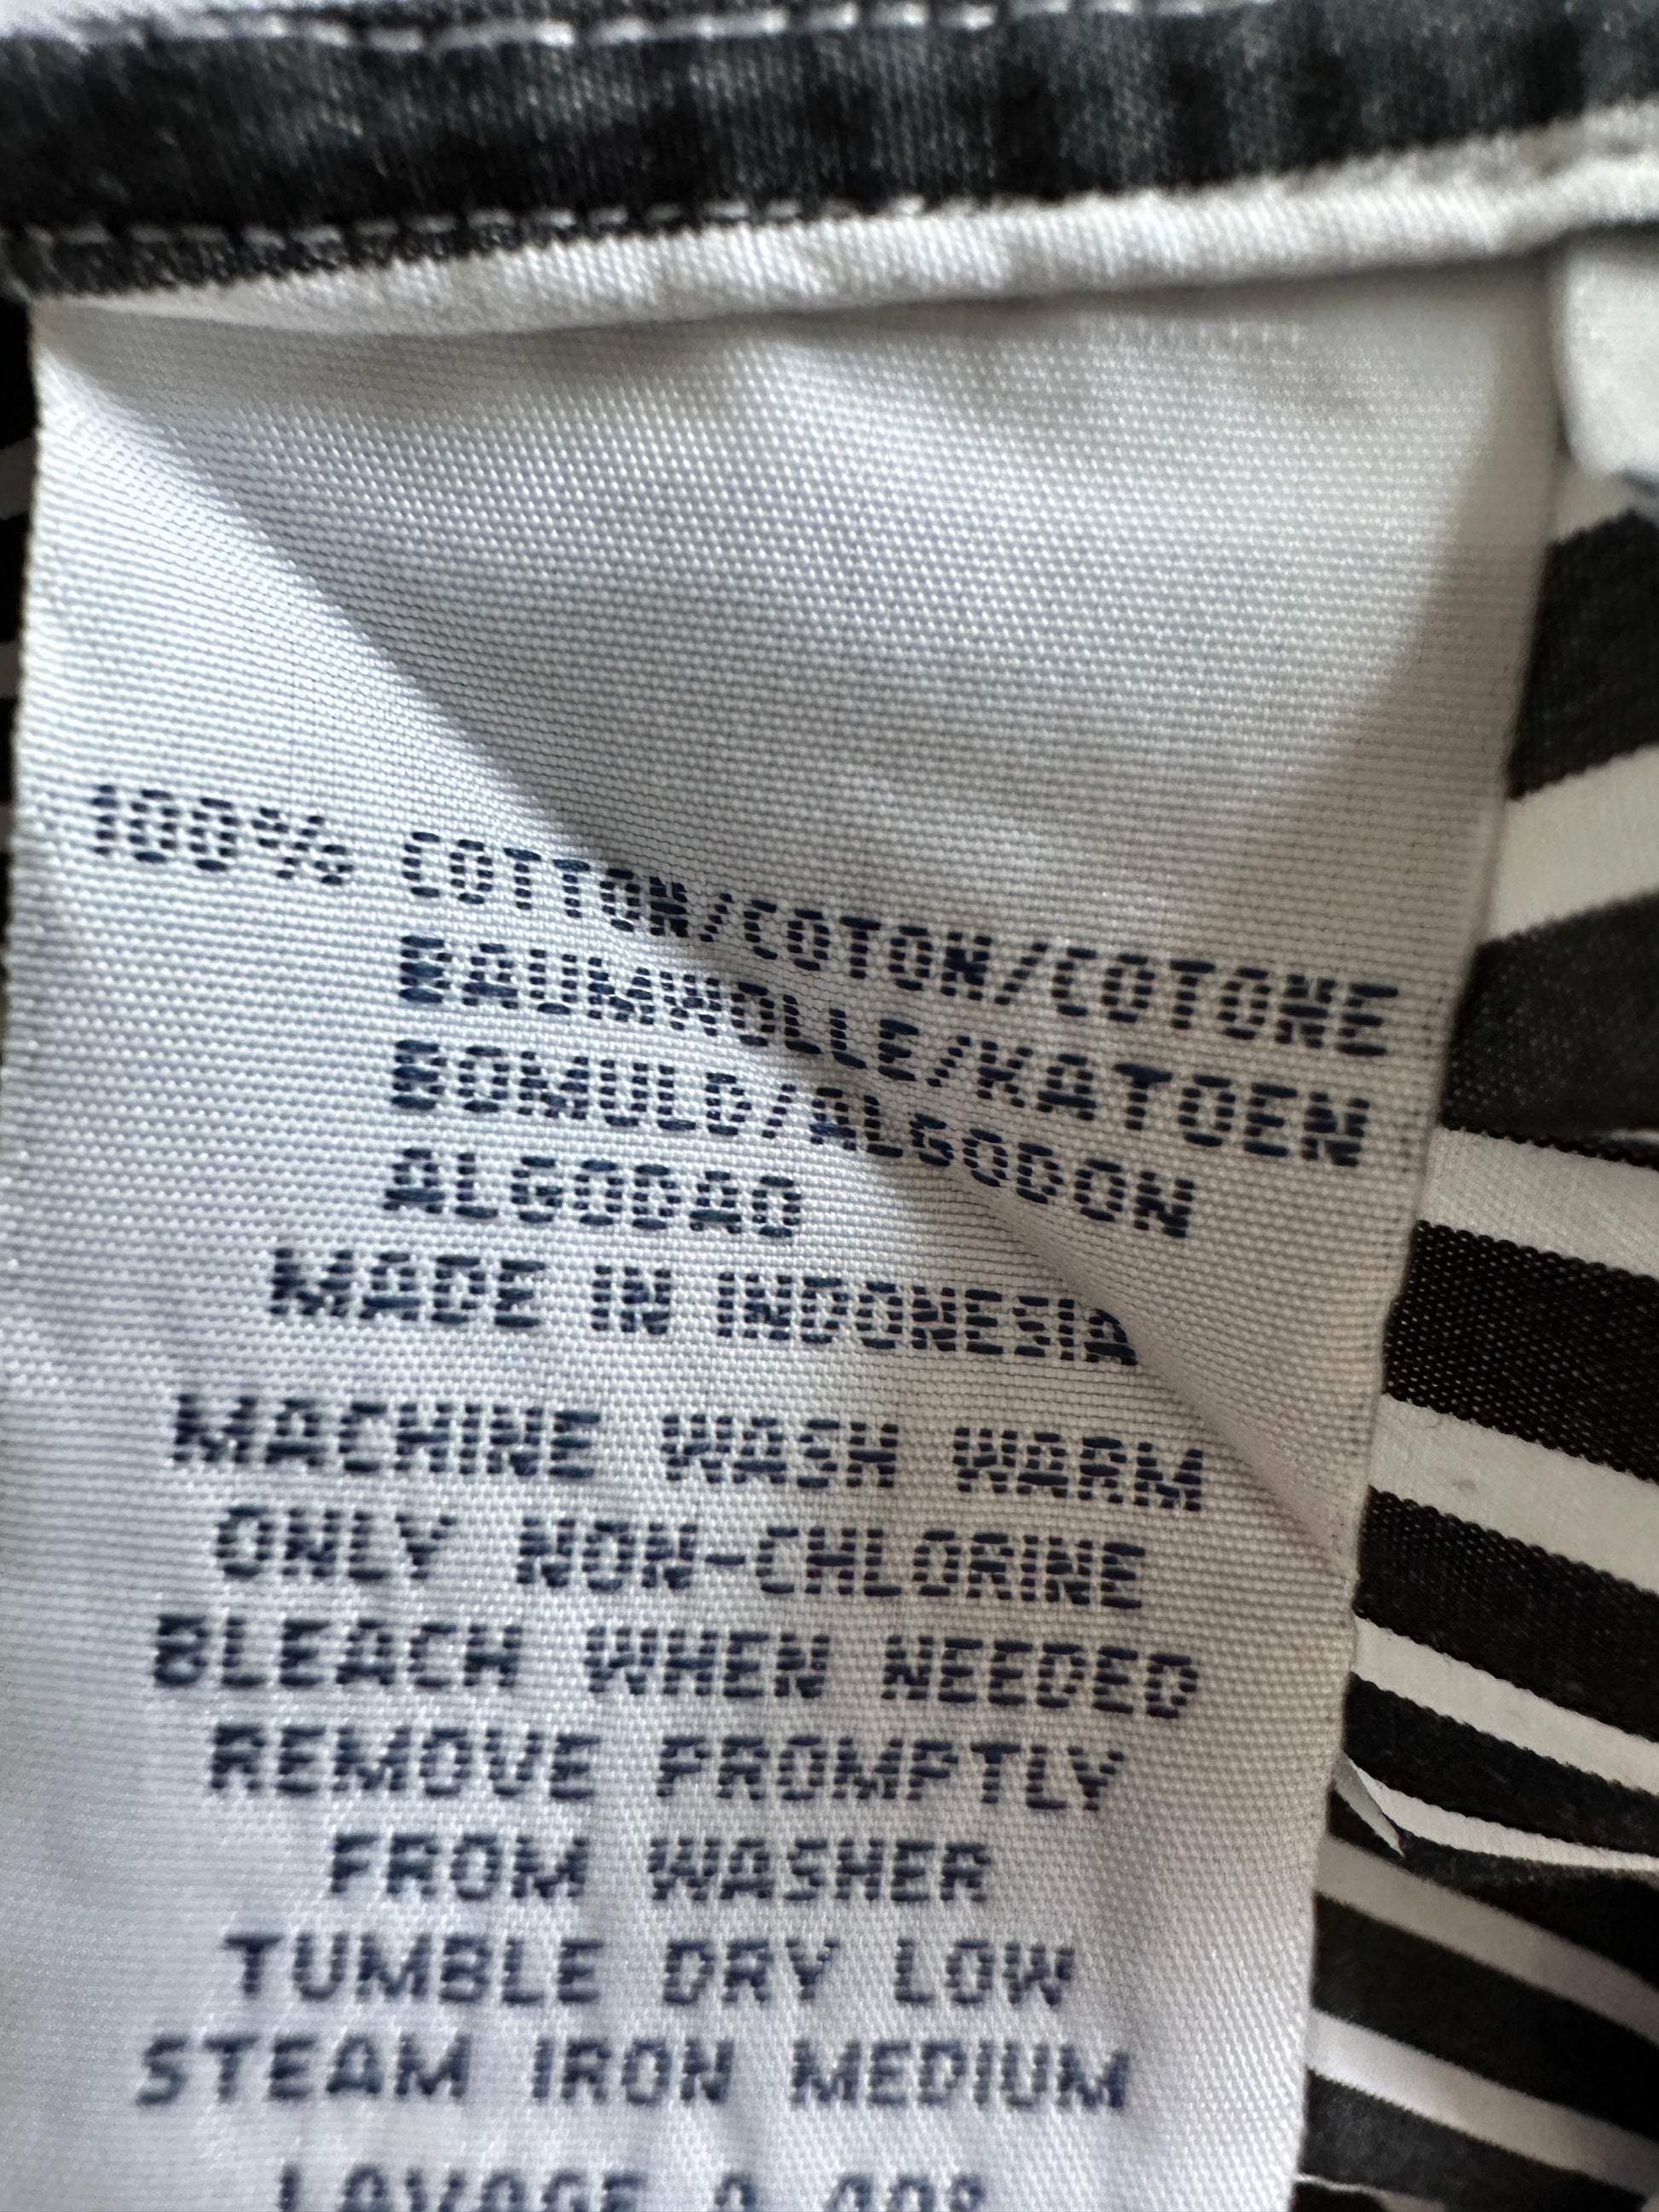 100% COTTON/COTON/COTONE
BAUMWOLLE/KATOEN
BOMULD/ALGODON
ALGODAO
MADE IN INDONESIA
MACHINE WASH WARM
ONLY NON-CHLORINE
BLEACH WHEN NEEDED
REMOVE PROMPTLY
FROM WASHER
TUMBLE DRY LOW
STEAM IRON MEDIUM
LAVAGE